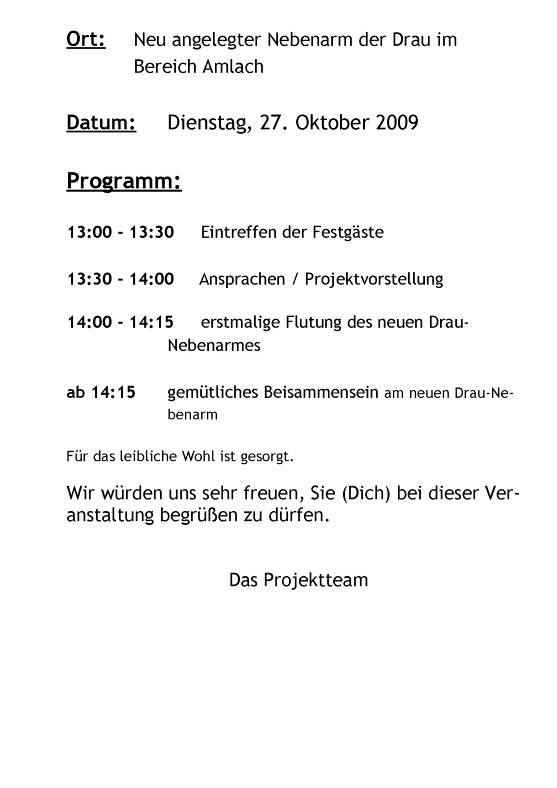 Ort: Neu angelegter Nebenarm der Drau im
Bereich Amlach
Datum: Dienstag, 27. Oktober 2009
Programm:
13:00 - 13:30 Eintreffen der Festgäste
13:30 - 14:00 Ansprachen / Projektvorstellung
14:00 - 14:15 erstmalige Flutung des neuen Drau-
Nebenarmes
ab 14:15 gemütliches Beisammensein am neuen Drau-Ne-
benarm
Für das leibliche Wohl ist gesorgt.
Wir würden uns sehr freuen, Sie (Dich) bei dieser Ver-
anstaltung begrüßen zu dürfen.
Das Projektteam